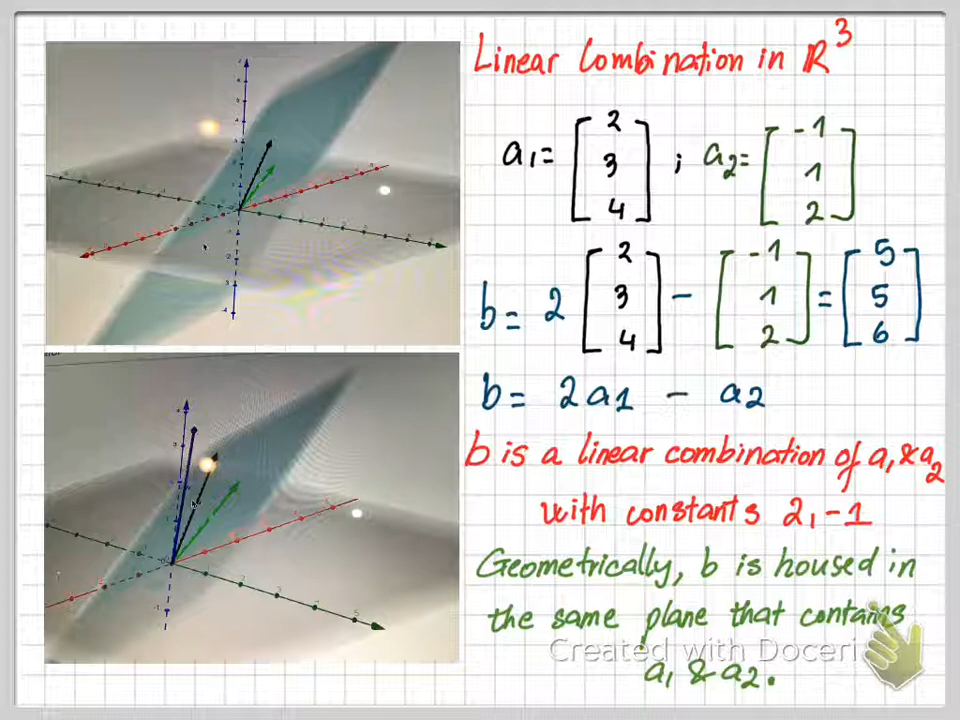 Linear Combination in R³
a1 = [2 3 4] ; a2 = [-1 1 2]
b = 2 [2 3 4] - [-1 1 2] = [5 5 6]
b = 2a1 - a2
b is a linear combination of a1 & a2
with constants 2, -1
Geometrically, b is housed in
the same plane that contains
Created with Doceri
a1 & a2.